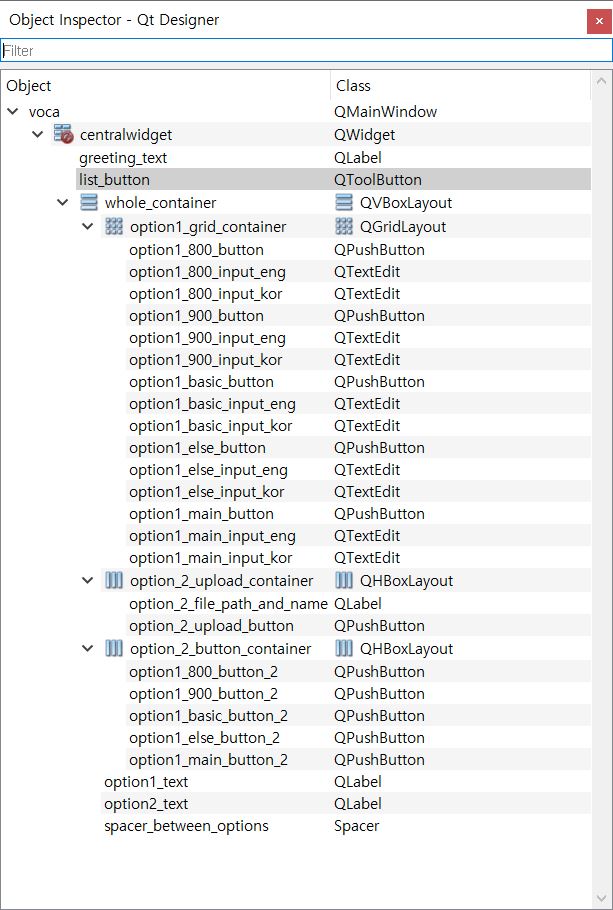 Object Inspector - Qt Designer
Filter
Object Class
voca QMainWindow
centralwidget QWidget
greeting_text QLabel
list_button QToolButton
whole_container QVBoxLayout
option1_grid_container QGridLayout
option1_800_button QPushButton
option1_800_input_eng QTextEdit
option1_800_input_kor QTextEdit
option1_900_button QPushButton
option1_900_input_eng QTextEdit
option1_900_input_kor QTextEdit
option1_basic_button QPushButton
option1_basic_input_eng QTextEdit
option1_basic_input_kor QTextEdit
option1_else_button QPushButton
option1_else_input_eng QTextEdit
option1_else_input_kor QTextEdit
option1_main_button QPushButton
option1_main_input_eng QTextEdit
option1_main_input_kor QTextEdit
option_2_upload_container QHBoxLayout
option_2_file_path_and_name QLabel
option_2_upload_button QPushButton
option_2_button_container QHBoxLayout
option1_800_button_2 QPushButton
option1_900_button_2 QPushButton
option1_basic_button_2 QPushButton
option1_else_button_2 QPushButton
option1_main_button_2 QPushButton
option1_text QLabel
option2_text QLabel
spacer_between_options Spacer